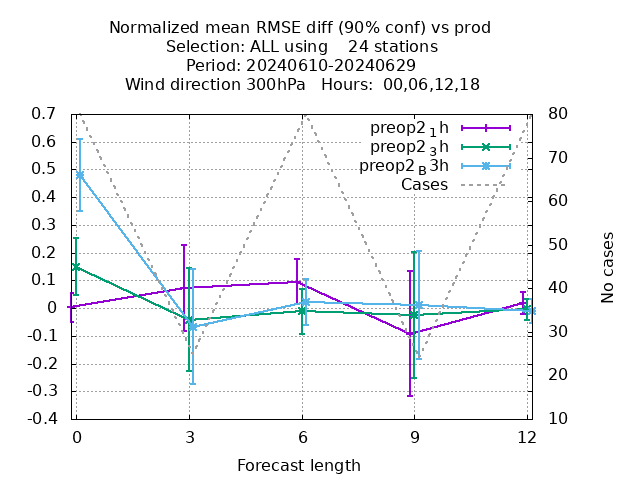 Normalized mean RMSE diff (90% conf) vs prod
Selection: ALL using    24 stations
Period: 20240610-20240629
Wind direction 300hPa   Hours:  00,06,12,18
0.7
0.6
0.5
0.4
0.3
0.2
0.1
0
-0.1
-0.2
-0.3
-0.4
80
70
60
50
40
30
20
10
preop2 1h
preop2 3h
preop2 B3h
Cases
No cases
0 3 6 9 12
Forecast length